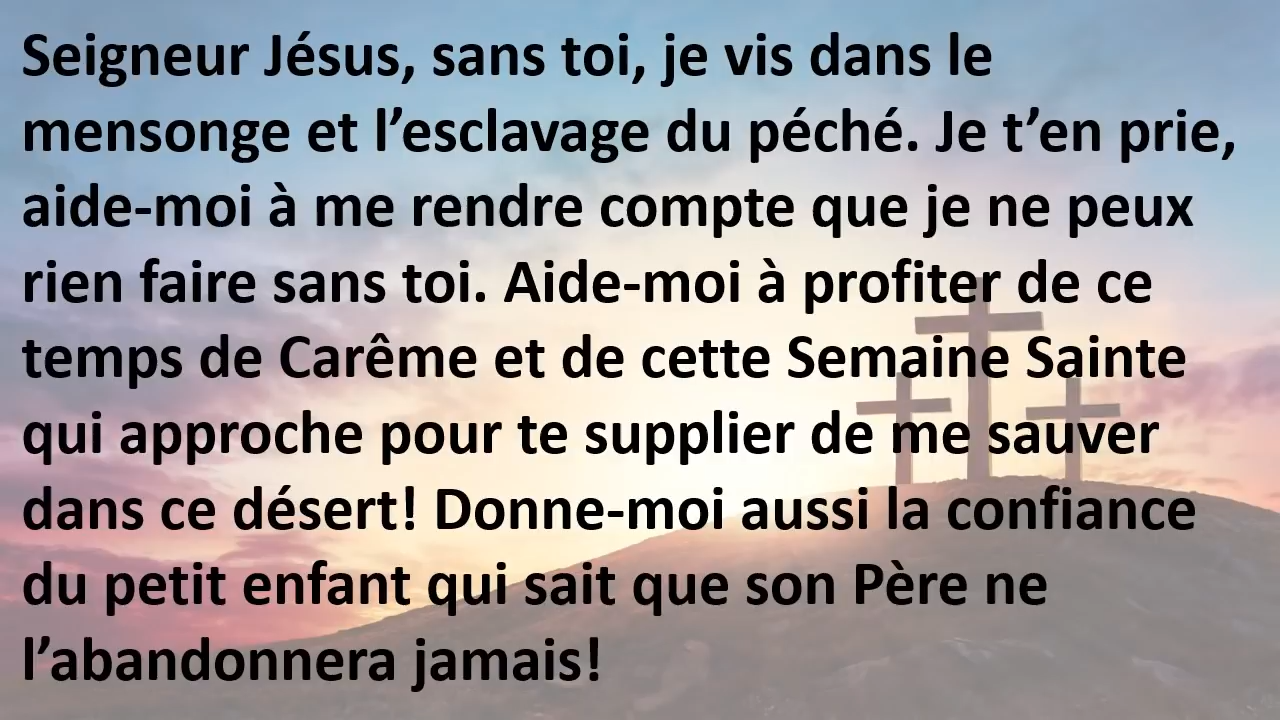 Seigneur Jésus, sans toi, je vis dans le
mensonge et l’esclavage du péché. Je t’en prie,
aide-moi à me rendre compte que je ne peux
rien faire sans toi. Aide-moi à profiter de ce
temps de Carême et de cette Semaine Sainte
qui approche pour te supplier de me sauver
dans ce désert! Donne-moi aussi la confiance
du petit enfant qui sait que son Père ne
l’abandonnera jamais!